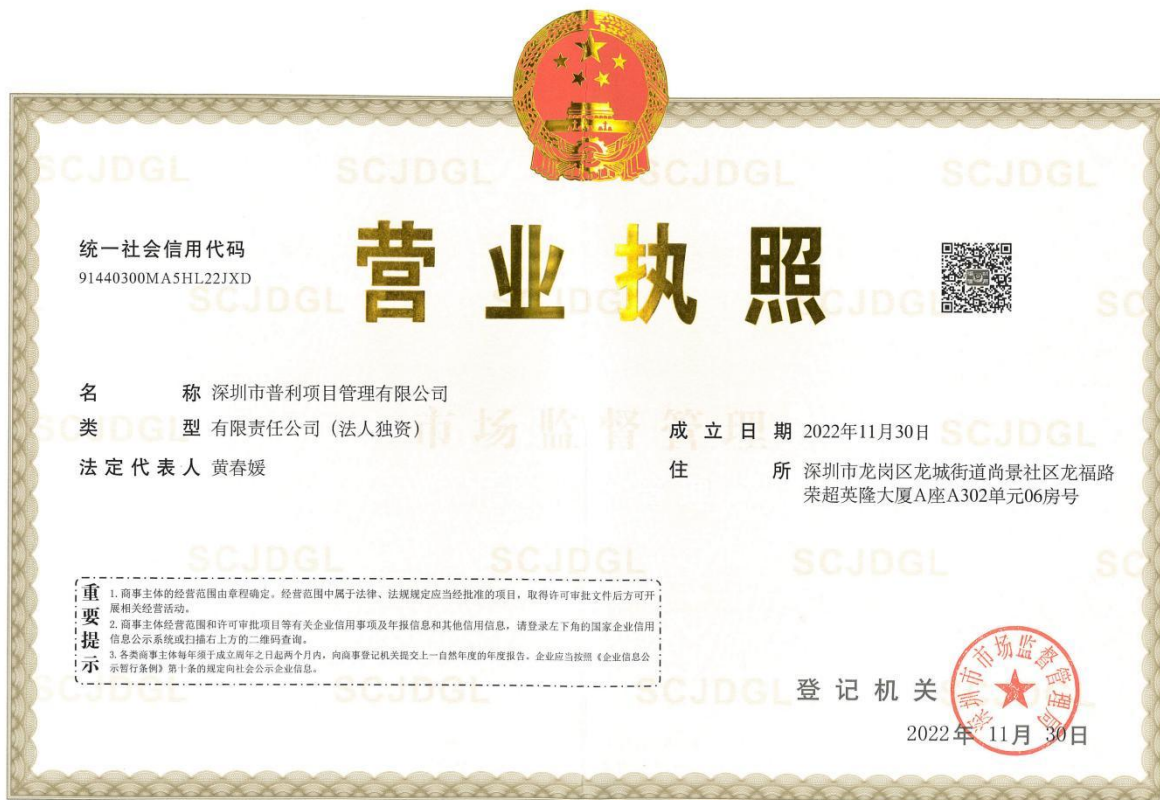 统一社会信用代码
91440300MA5HL22JXD
营业执照
名称 深圳市普利项目管理有限公司
类型 有限责任公司（法人独资）
法定代表人 黄春媛
成立日期 2022年11月30日
住所 深圳市龙岗区龙城街道尚景社区龙福路
荣超英隆大厦A座A302单元06房号
重要提示
1. 商事主体的经营范围由章程确定。经营范围中属于法律、法规规定应当经批准的项目，取得许可审批文件后方可开
展相关经营活动。
2. 商事主体经营范围和许可审批项目等有关企业信用事项及年报信息和其他信用信息，请登录左下角的国家企业信用
信息公示系统或扫描右上方的二维码查询。
3. 各类商事主体每年须于成立周年之日起两个月内，向商事登记机关提交上一自然年度的年度报告。企业应当按照《企业信息公
示暂行条例》第十条的规定向社会公示企业信息。
登记机关
深圳市市场监督管理局
2022年 11月 30日
SCJDGL
市场监督管理